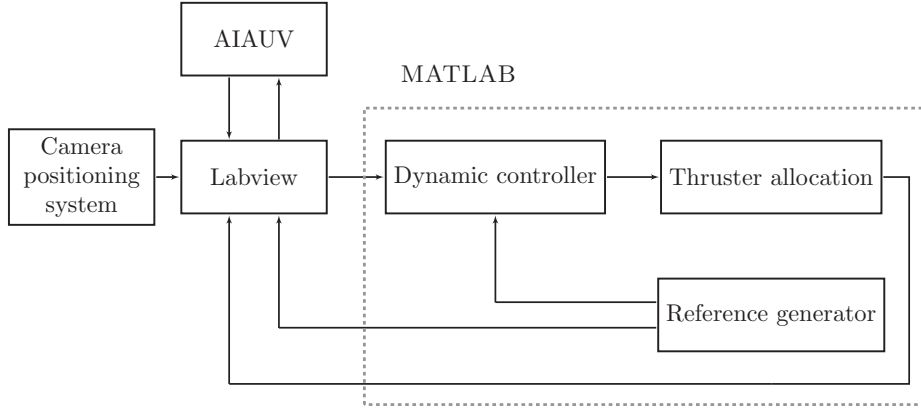 AIAUV
MATLAB
Camera
positioning
system
Labview
Dynamic controller
Thruster allocation
Reference generator